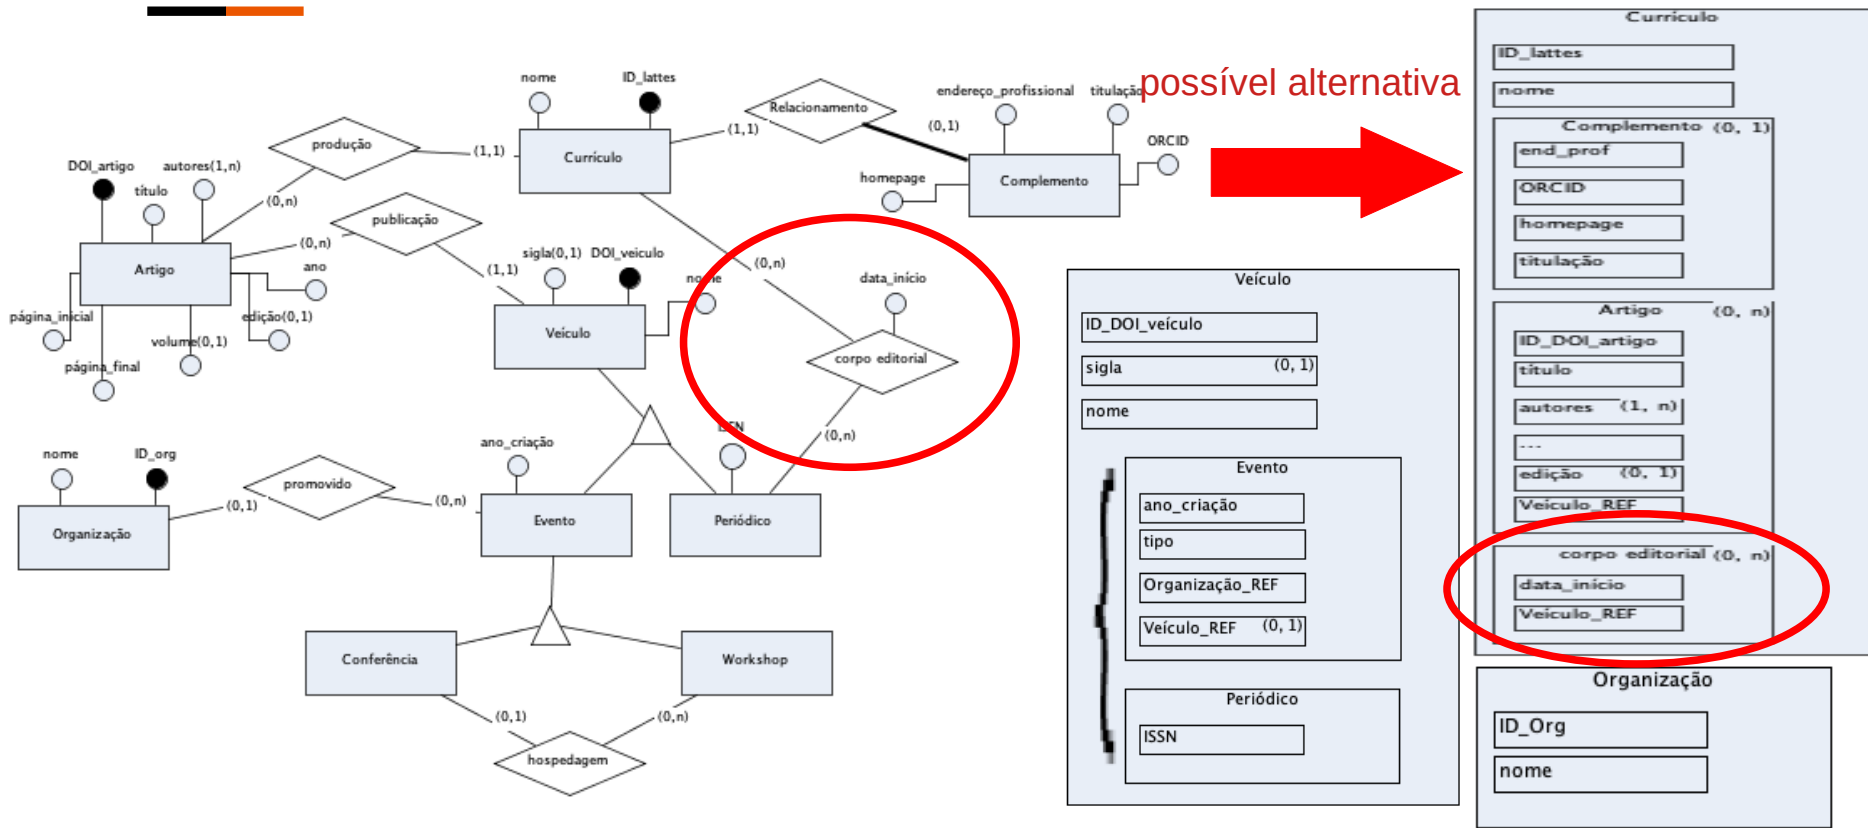 possível alternativa
nome
ID_lattes
Relacionamento
endereço_profissional
titulação
(0,1)
(1,1)
ORCID
produção
(1,1)
Currículo
Complemento
homepage
DOI_artigo
autores(1,n)
título
(0,n)
publicação
(0,n)
(1,1)
Artigo
ano
sigla(0,1)
DOI_veiculo
nome
(0,n)
data_início
página_inicial
edição(0,1)
volume(0,1)
página_final
Veículo
corpo editorial
(0,n)
nome
ID_org
promovido
(0,1)
(0,n)
ano_criação
Organização
Evento
Periódico
Conferência
Workshop
(0,1)
(0,n)
hospedagem
Veículo
ID_DOI_veículo
sigla (0, 1)
nome
Evento
ano_criação
tipo
Organização_REF
Veículo_REF (0, 1)
Periódico
ISSN
Currículo
ID_lattes
nome
Complemento (0, 1)
end_prof
ORCID
homepage
titulação
Artigo (0, n)
ID_DOI_artigo
título
autores (1, n)
...
edição (0, 1)
Veículo_REF
corpo editorial (0, n)
data_início
Veículo_REF
Organização
ID_Org
nome